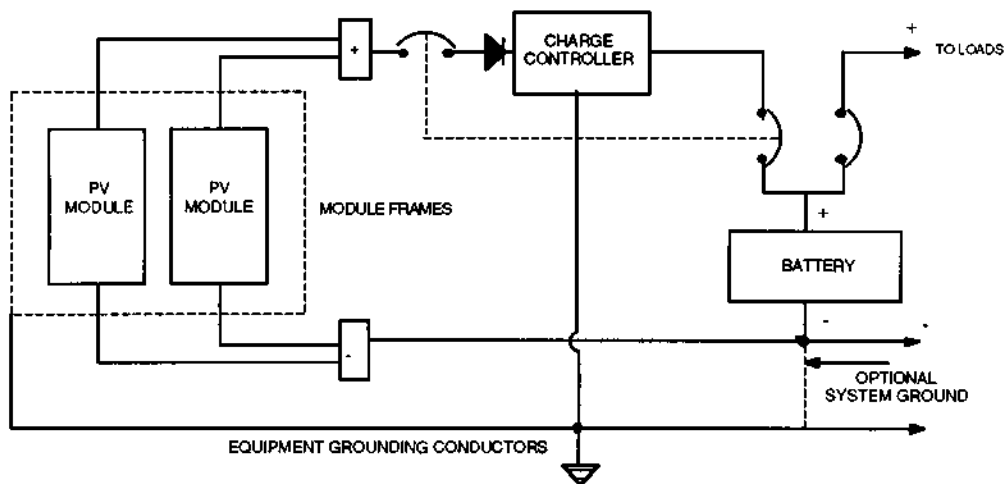 +
CHARGE
CONTROLLER
+
TO LOADS
PV
MODULE
PV
MODULE
MODULE FRAMES
+
BATTERY
-
-
-
OPTIONAL
SYSTEM GROUND
EQUIPMENT GROUNDING CONDUCTORS